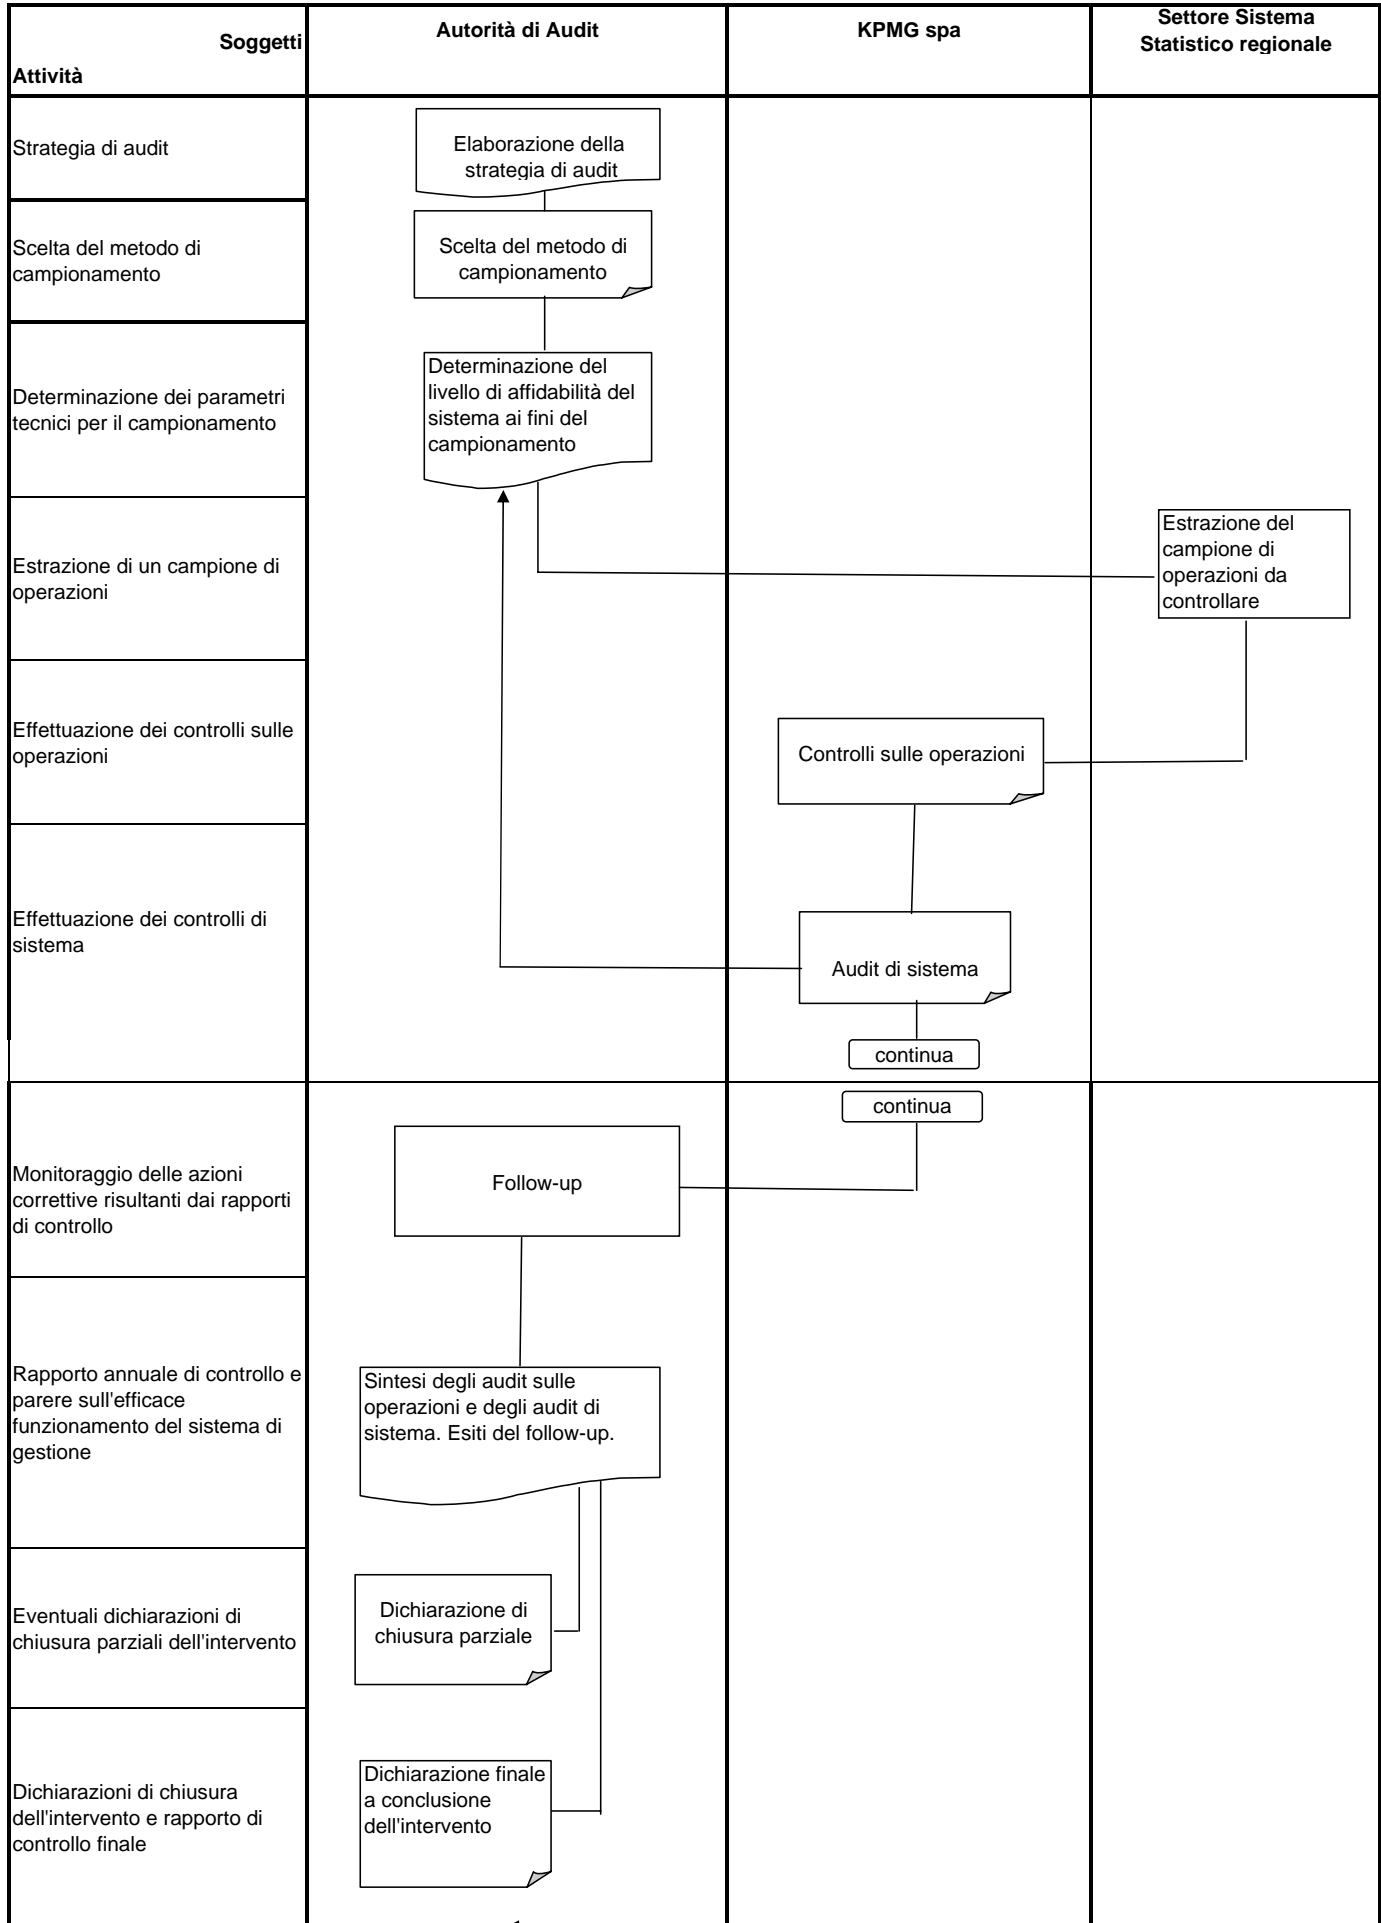 Soggetti
Attività
Autorità di Audit
KPMG spa
Settore Sistema
Statistico regionale
Strategia di audit
Elaborazione della
strategia di audit
Scelta del metodo di
campionamento
Scelta del metodo di
campionamento
Determinazione dei parametri
tecnici per il campionamento
Determinazione del
livello di affidabilità del
sistema ai fini del
campionamento
Estrazione di un campione di
operazioni
Estrazione del
campione di
operazioni da
controllare
Effettuazione dei controlli sulle
operazioni
Controlli sulle operazioni
Effettuazione dei controlli di
sistema
Audit di sistema
continua
continua
Monitoraggio delle azioni
correttive risultanti dai rapporti
di controllo
Follow-up
Rapporto annuale di controllo e
parere sull'efficace
funzionamento del sistema di
gestione
Sintesi degli audit sulle
operazioni e degli audit di
sistema. Esiti del follow-up.
Eventuali dichiarazioni di
chiusura parziali dell'intervento
Dichiarazione di
chiusura parziale
Dichiarazioni di chiusura
dell'intervento e rapporto di
controllo finale
Dichiarazione finale
a conclusione
dell'intervento